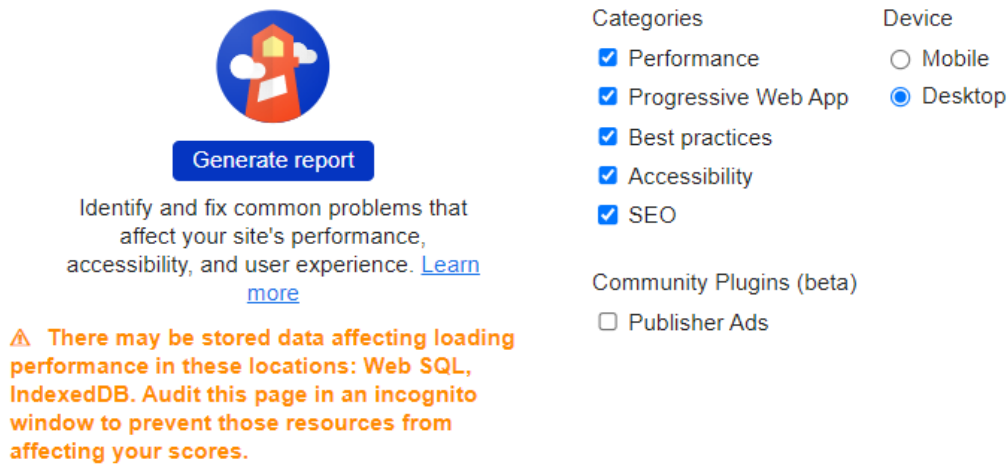 Generate report
Identify and fix common problems that
affect your site's performance,
accessibility, and user experience. Learn
more
⚠ There may be stored data affecting loading
performance in these locations: Web SQL,
IndexedDB. Audit this page in an incognito
window to prevent those resources from
affecting your scores.
Categories
Performance
Progressive Web App
Best practices
Accessibility
SEO
Device
Mobile
Desktop
Community Plugins (beta)
Publisher Ads